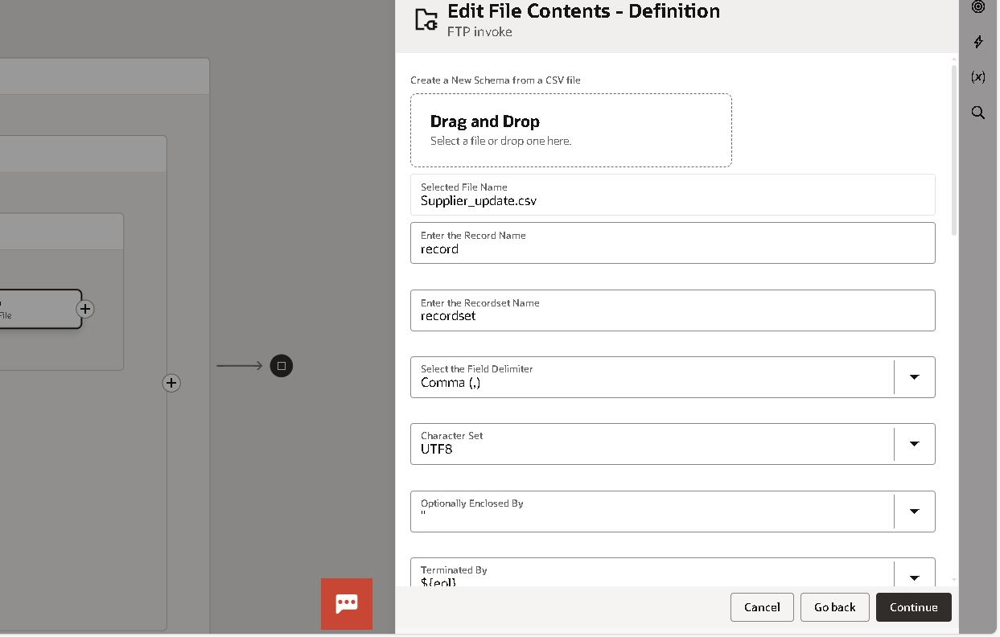 Edit File Contents - Definition
FTP invoke
Create a New Schema from a CSV file
Drag and Drop
Select a file or drop one here.
Selected File Name
Supplier_update.csv
Enter the Record Name
record
Enter the Recordset Name
recordset
Select the Field Delimiter
Comma (,)
Character Set
UTF8
Optionally Enclosed By
"
Terminated By
${eol}
File
(x)
Cancel
Go back
Continue